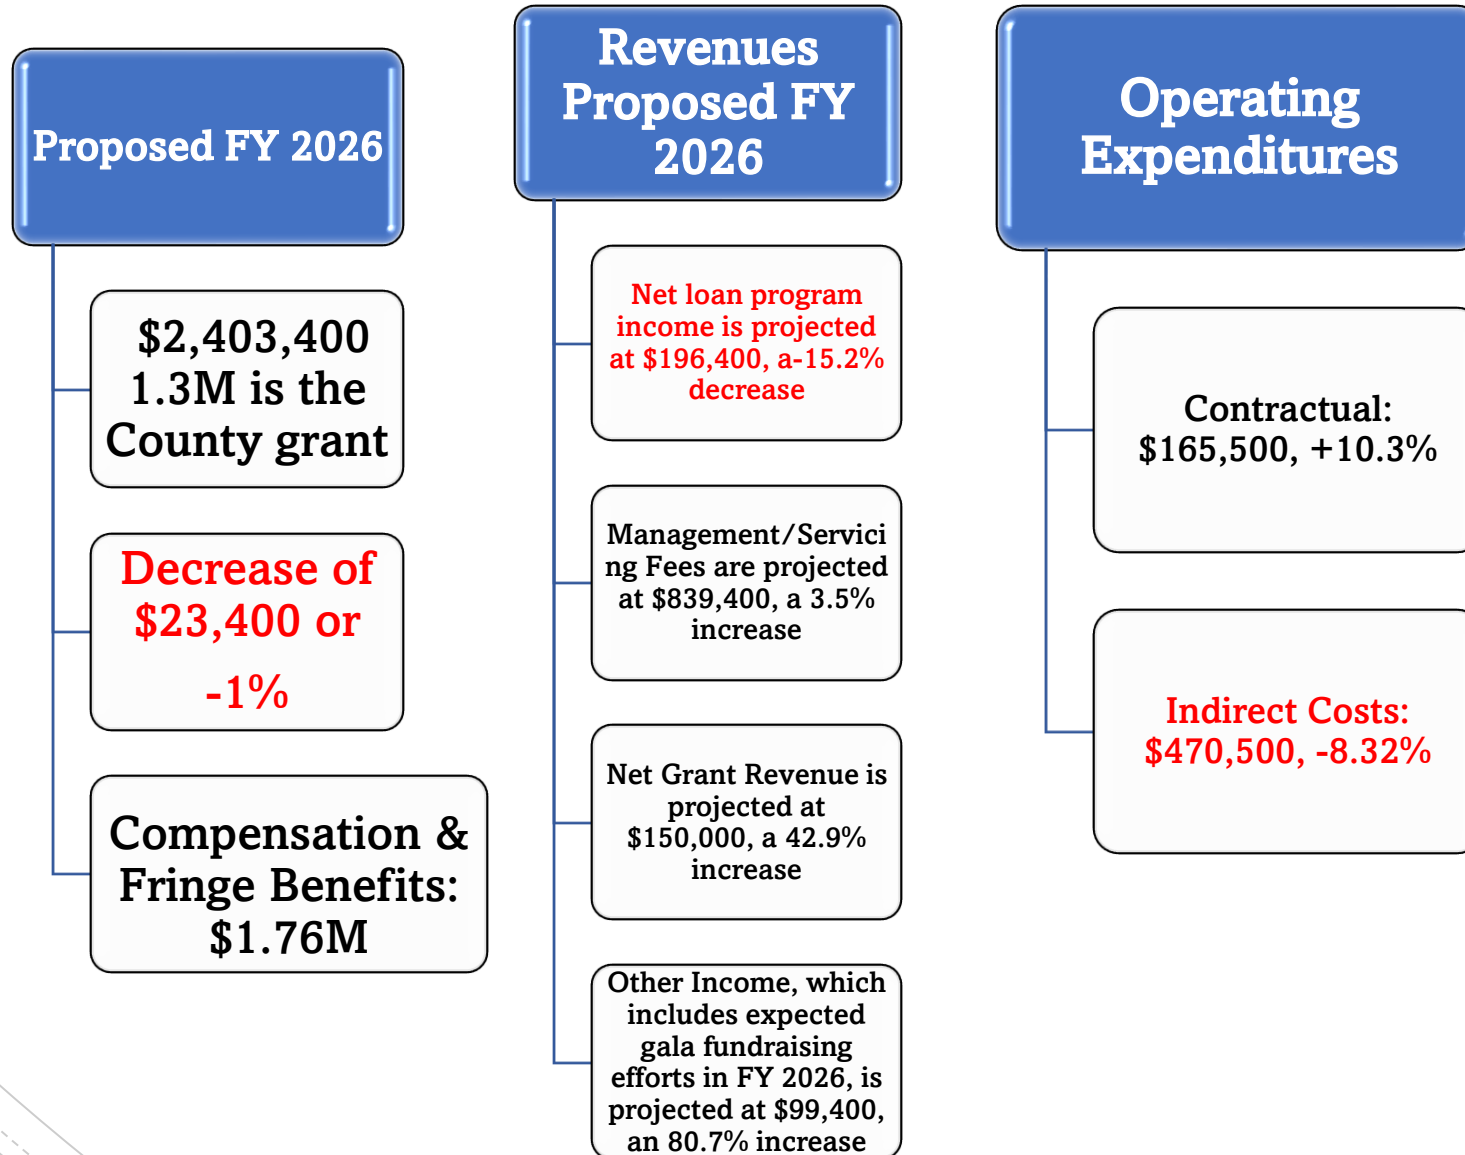 Proposed FY 2026
$2,403,400
1.3M is the
County grant
Decrease of
$23,400 or
-1%
Compensation &
Fringe Benefits:
$1.76M
Revenues
Proposed FY
2026
Net loan program
income is projected
at $196,400, a-15.2%
decrease
Management/Servici
ng Fees are projected
at $839,400, a 3.5%
increase
Net Grant Revenue is
projected at
$150,000, a 42.9%
increase
Other Income, which
includes expected
gala fundraising
efforts in FY 2026, is
projected at $99,400,
an 80.7% increase
Operating
Expenditures
Contractual:
$165,500, +10.3%
Indirect Costs:
$470,500, -8.32%